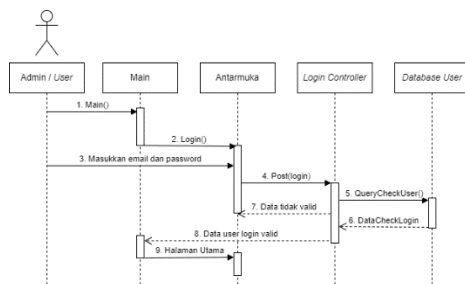 Admin / User
Main
Antarmuka
Login Controller
Database User
1. Main()
2. Login()
3. Masukkan email dan password
4. Post(login)
5. QueryCheckUser()
6. DataCheckLogin
7. Data tidak valid
8. Data user login valid
9. Halaman Utama